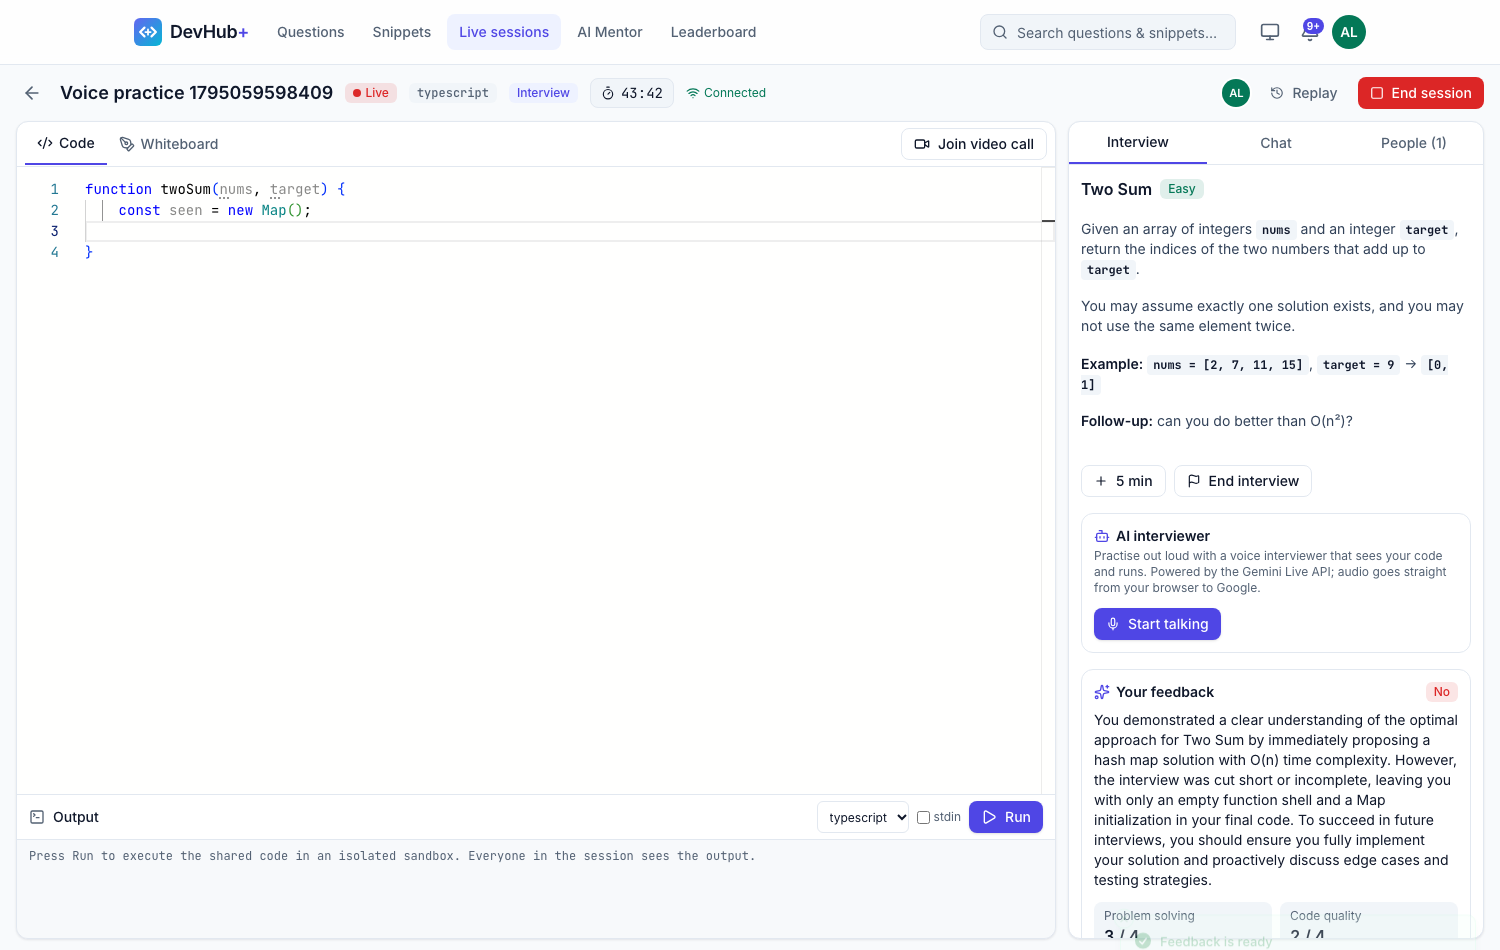 DevHub+ Questions Snippets Live sessions AI Mentor Leaderboard Search questions & snippets... 9+ AL
Voice practice 1795059598409 Live typescript Interview 43:42 Connected AL Replay End session
Code Whiteboard Join video call
1 function twoSum(nums, target) {
2 const seen = new Map();
3
4 }
Output typescript stdin Run
Press Run to execute the shared code in an isolated sandbox. Everyone in the session sees the output.
Interview Chat People (1)
Two Sum Easy
Given an array of integers nums and an integer target,
return the indices of the two numbers that add up to
target.
You may assume exactly one solution exists, and you may
not use the same element twice.
Example: nums = [2, 7, 11, 15], target = 9 → [0,
1]
Follow-up: can you do better than O(n²)?
+ 5 min End interview
AI interviewer
Practise out loud with a voice interviewer that sees your code
and runs. Powered by the Gemini Live API; audio goes straight
from your browser to Google.
Start talking
Your feedback No
You demonstrated a clear understanding of the optimal
approach for Two Sum by immediately proposing a
hash map solution with O(n) time complexity. However,
the interview was cut short or incomplete, leaving you
with only an empty function shell and a Map
initialization in your final code. To succeed in future
interviews, you should ensure you fully implement
your solution and proactively discuss edge cases and
testing strategies.
Problem solving Code quality
3 / 4 2 / 4
Feedback is ready